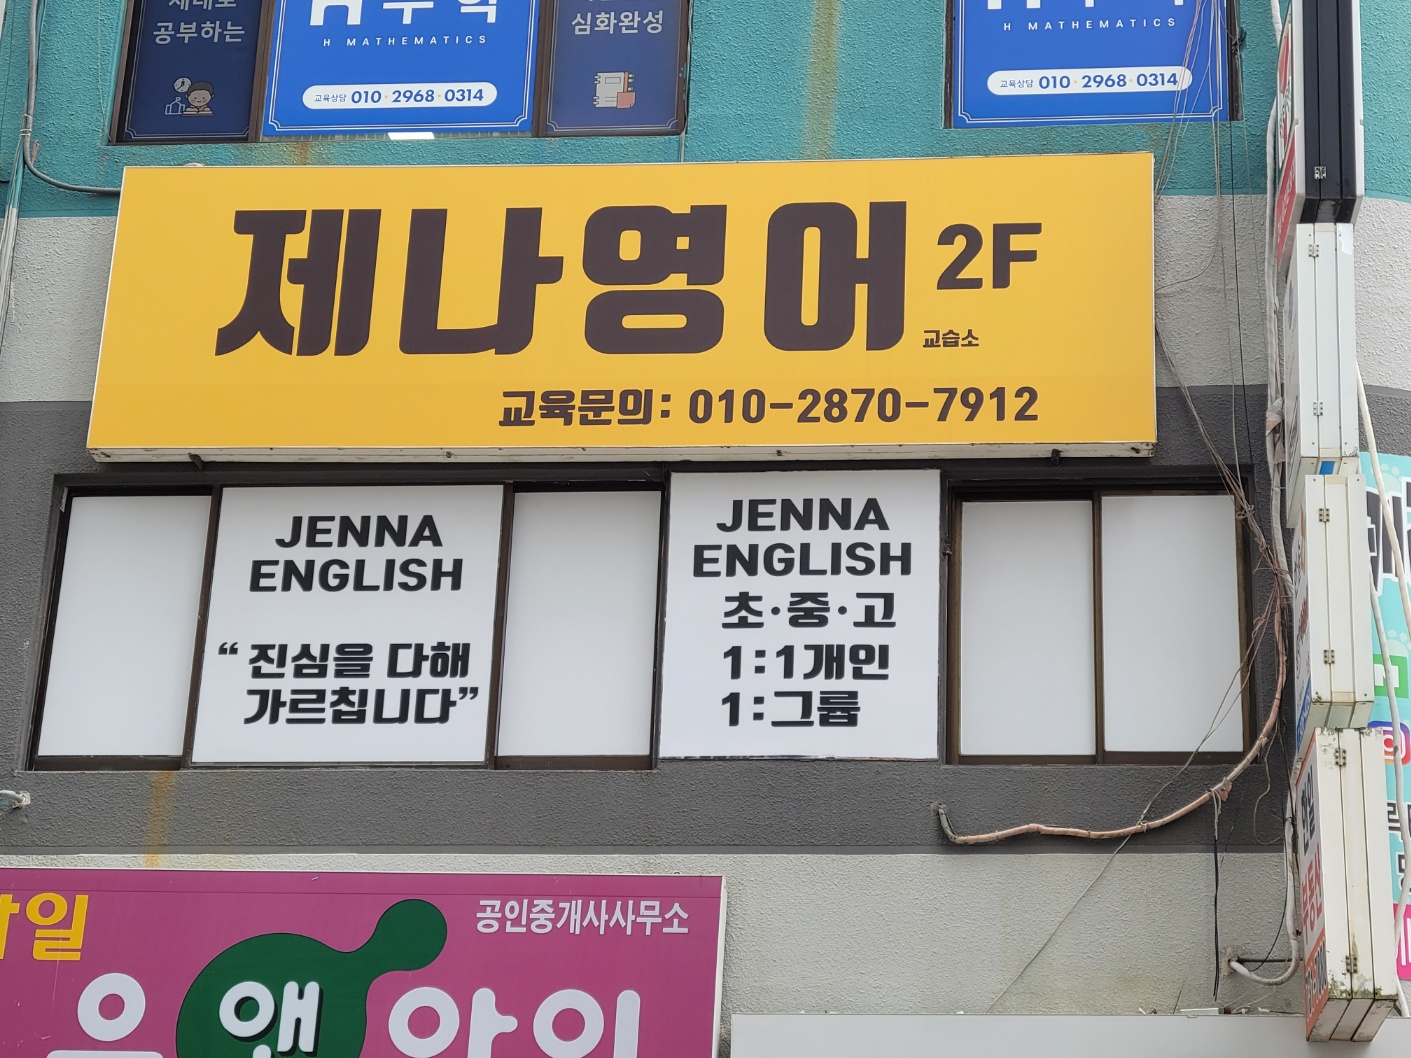 공부하는
H MATHEMATICS
교육상담 010·2968·0314
심화완성
교육상담 010·2968·0314
제나영어 2F
교습소
교육문의: 010-2870-7912
JENNA
ENGLISH
“진심을 다해
가르칩니다”
JENNA
ENGLISH
초·중·고
1:1개인
1:그룹
공인중개사사무소
앤